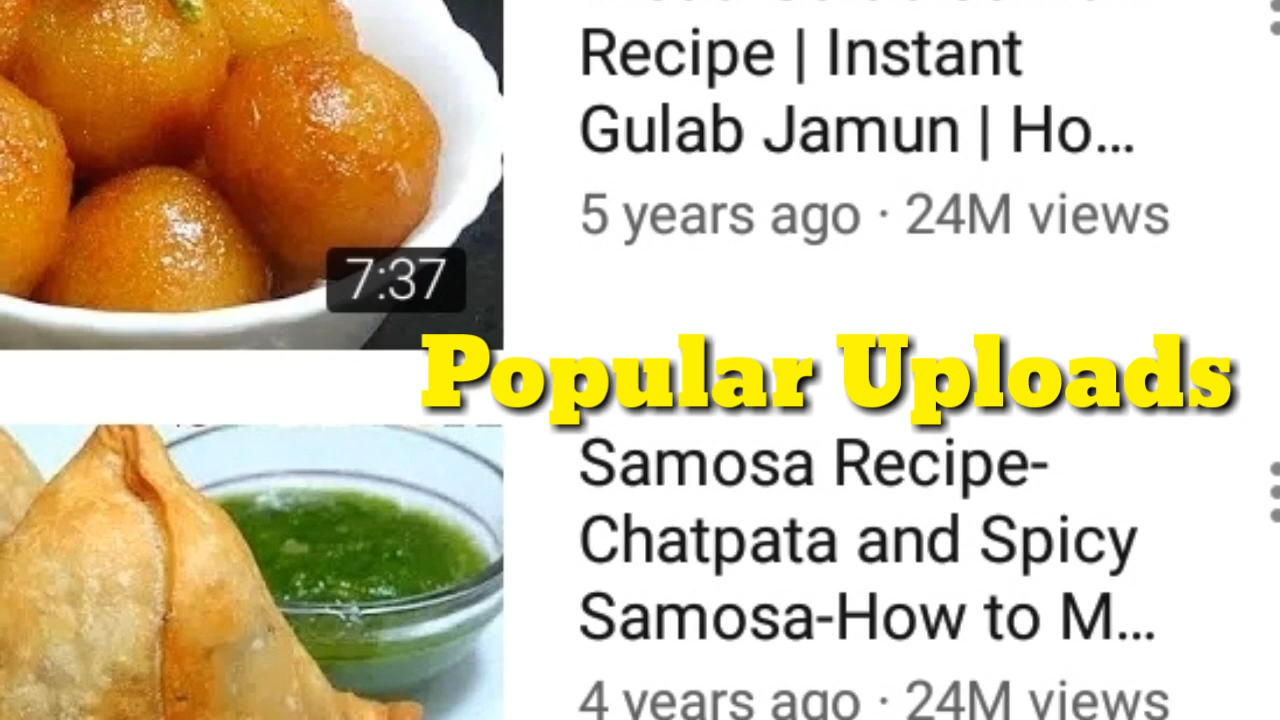 Recipe | Instant
Gulab Jamun | Ho...
5 years ago · 24M views
7:37
Popular Uploads
Samosa Recipe-
Chatpata and Spicy
Samosa-How to M...
4 years ago · 24M views